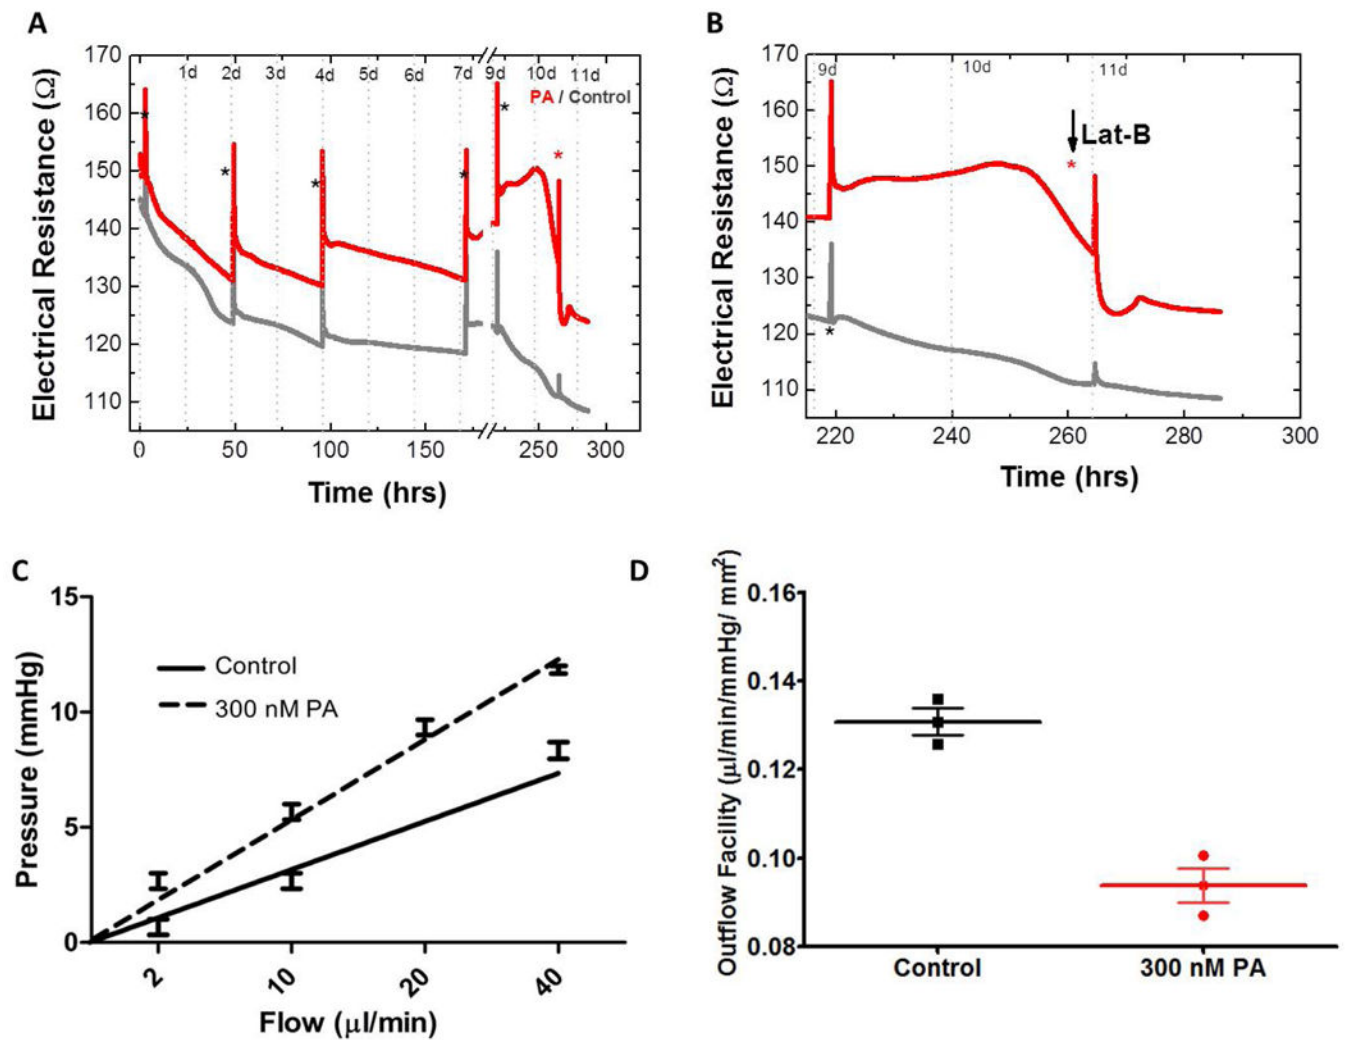 A
Electrical Resistance (Ω)
170
160
150
140
130
120
110
1d 2d 3d 4d 5d 6d 7d 9d 10d 11d
PA / Control
* * * * * *
0 50 100 150 250 300
Time (hrs)
B
Electrical Resistance (Ω)
170
160
150
140
130
120
110
9d 10d 11d
Lat-B
*
*
220 240 260 280 300
Time (hrs)
C
Pressure (mmHg)
15
10
5
0
Control
300 nM PA
2 10 20 40
Flow (μl/min)
D
Outflow Facility (μl/min/mmHg/ mm²)
0.16
0.14
0.12
0.10
0.08
Control 300 nM PA